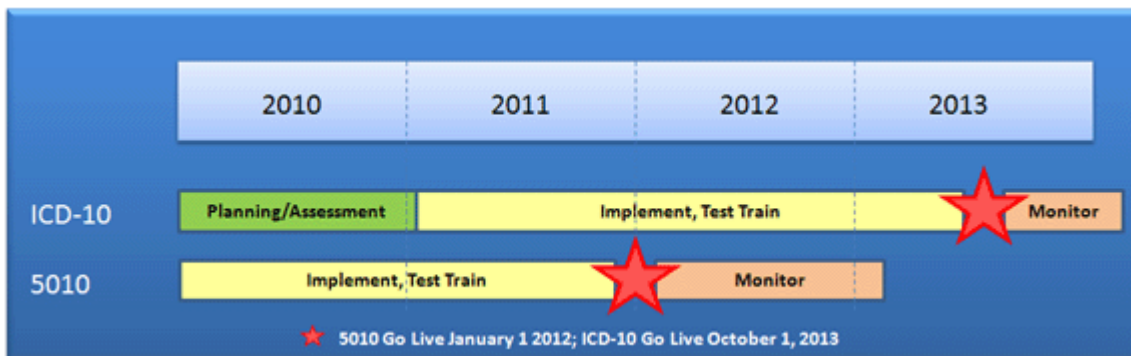 2010 2011 2012 2013
ICD-10 Planning/Assessment Implement, Test Train Monitor
5010 Implement, Test Train Monitor
5010 Go Live January 1 2012; ICD-10 Go Live October 1, 2013